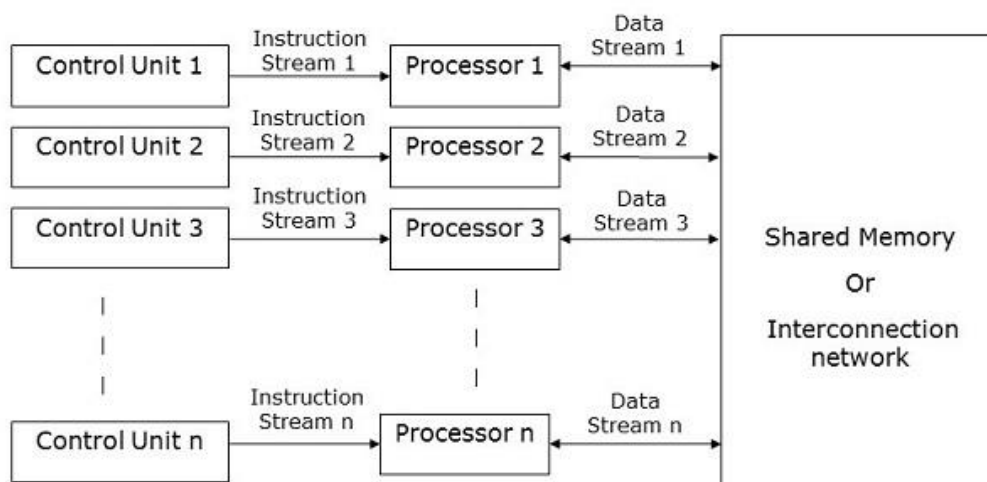 Control Unit 1
Instruction
Stream 1
Processor 1
Data
Stream 1
Control Unit 2
Instruction
Stream 2
Processor 2
Data
Stream 2
Control Unit 3
Instruction
Stream 3
Processor 3
Data
Stream 3
Shared Memory
Or
Interconnection
network
Control Unit n
Instruction
Stream n
Processor n
Data
Stream n